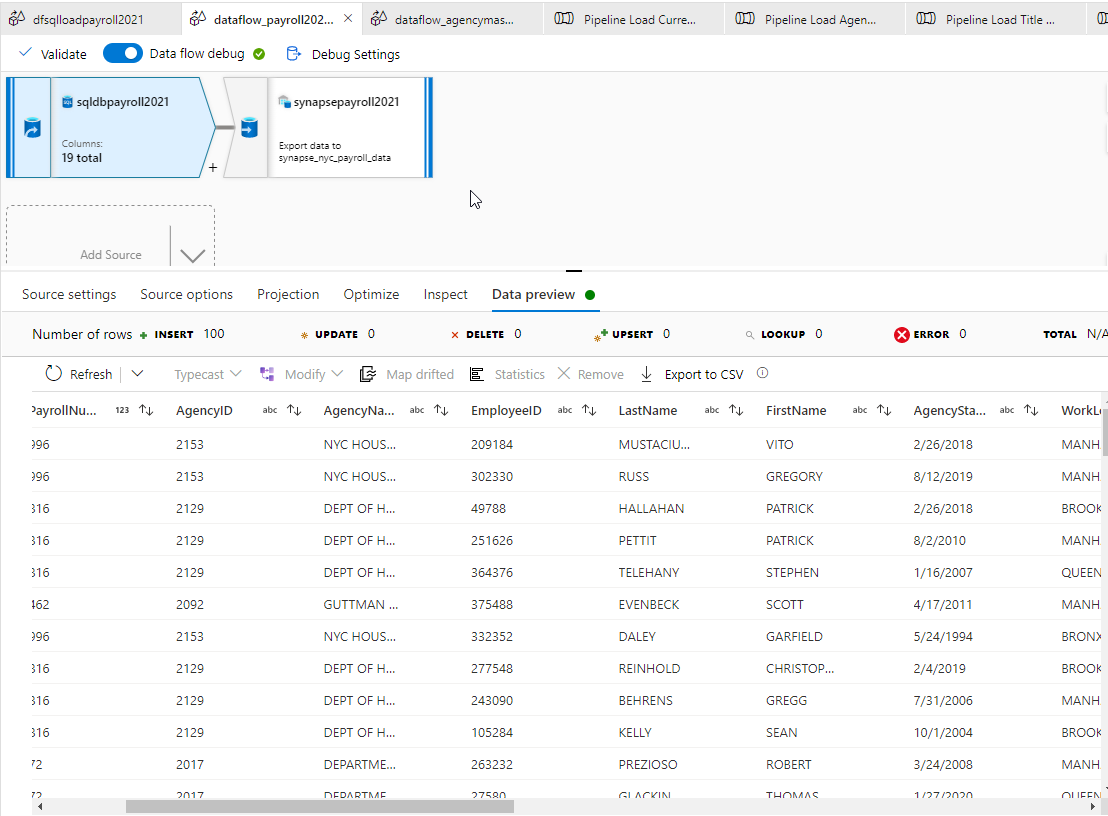 dfsqlloadpayroll2021 dataflow_payroll202... dataflow_agencymas... Pipeline Load Curre... Pipeline Load Agen... Pipeline Load Title ...
Validate Data flow debug Debug Settings
sqldbpayroll2021 synapsepayroll2021
Columns:
19 total
Export data to
synapse_nyc_payroll_data
+
Add Source
Source settings Source options Projection Optimize Inspect Data preview
Number of rows + INSERT 100 UPDATE 0 DELETE 0 UPSERT 0 LOOKUP 0 ERROR 0 TOTAL N/A
Refresh Typecast Modify Map drifted Statistics Remove Export to CSV
PayrollNu... 123 AgencyID abc AgencyNa... abc EmployeeID abc LastName abc FirstName abc AgencySta... abc WorkLo
996 2153 NYC HOUS... 209184 MUSTACIU... VITO 2/26/2018 MANH
996 2153 NYC HOUS... 302330 RUSS GREGORY 8/12/2019 MANH
816 2129 DEPT OF H... 49788 HALLAHAN PATRICK 2/26/2018 BROOK
816 2129 DEPT OF H... 251626 PETTIT PATRICK 8/2/2010 MANH
816 2129 DEPT OF H... 364376 TELEHANY STEPHEN 1/16/2007 QUEEN
462 2092 GUTTMAN ... 375488 EVENBECK SCOTT 4/17/2011 MANH
996 2153 NYC HOUS... 332352 DALEY GARFIELD 5/24/1994 BRONX
816 2129 DEPT OF H... 277548 REINHOLD CHRISTOP... 2/4/2019 BROOK
816 2129 DEPT OF H... 243090 BEHRENS GREGG 7/31/2006 MANH
816 2129 DEPT OF H... 105284 KELLY SEAN 10/1/2004 BROOK
72 2017 DEPARTME... 263232 PREZIOSO ROBERT 3/24/2008 MANH
72 2017 DEPARTME... 27580 GLACKIN THOMAS 1/27/2020 QUEEN